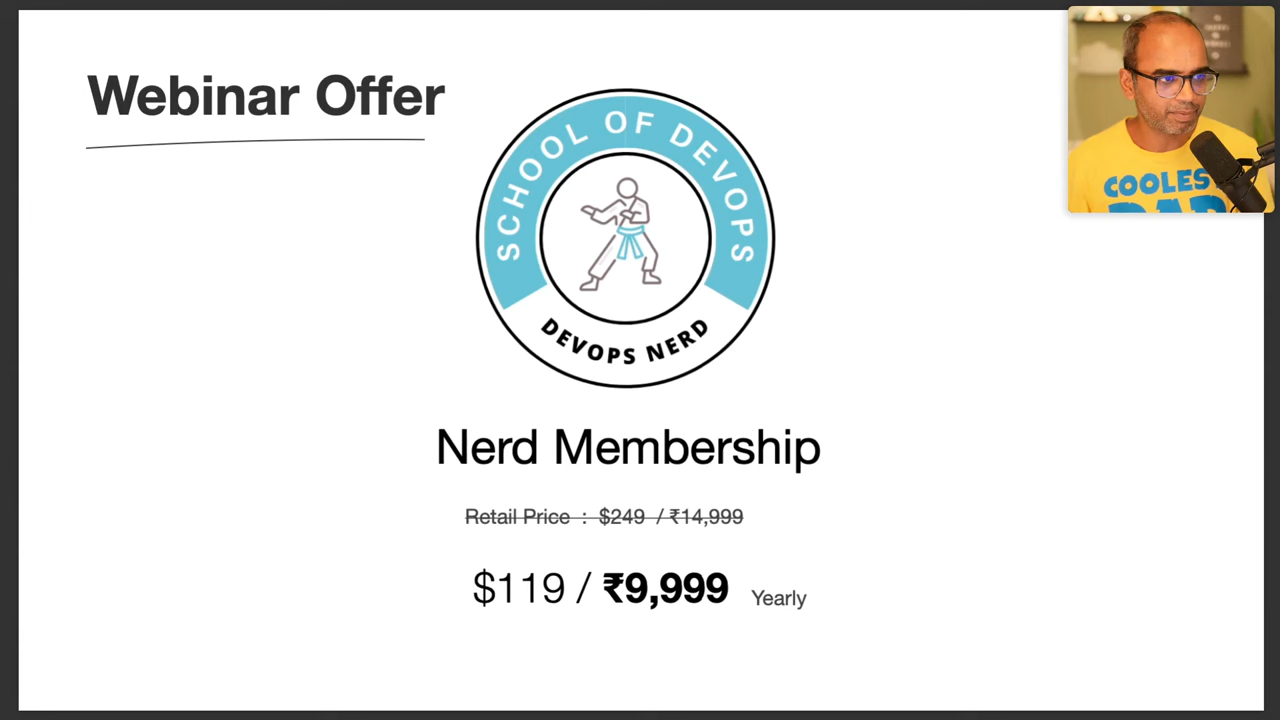 Webinar Offer
SCHOOL OF DEVOPS
DEVOPS NERD
Nerd Membership
Retail Price : $249 / ₹14,999
$119 / ₹9,999 Yearly